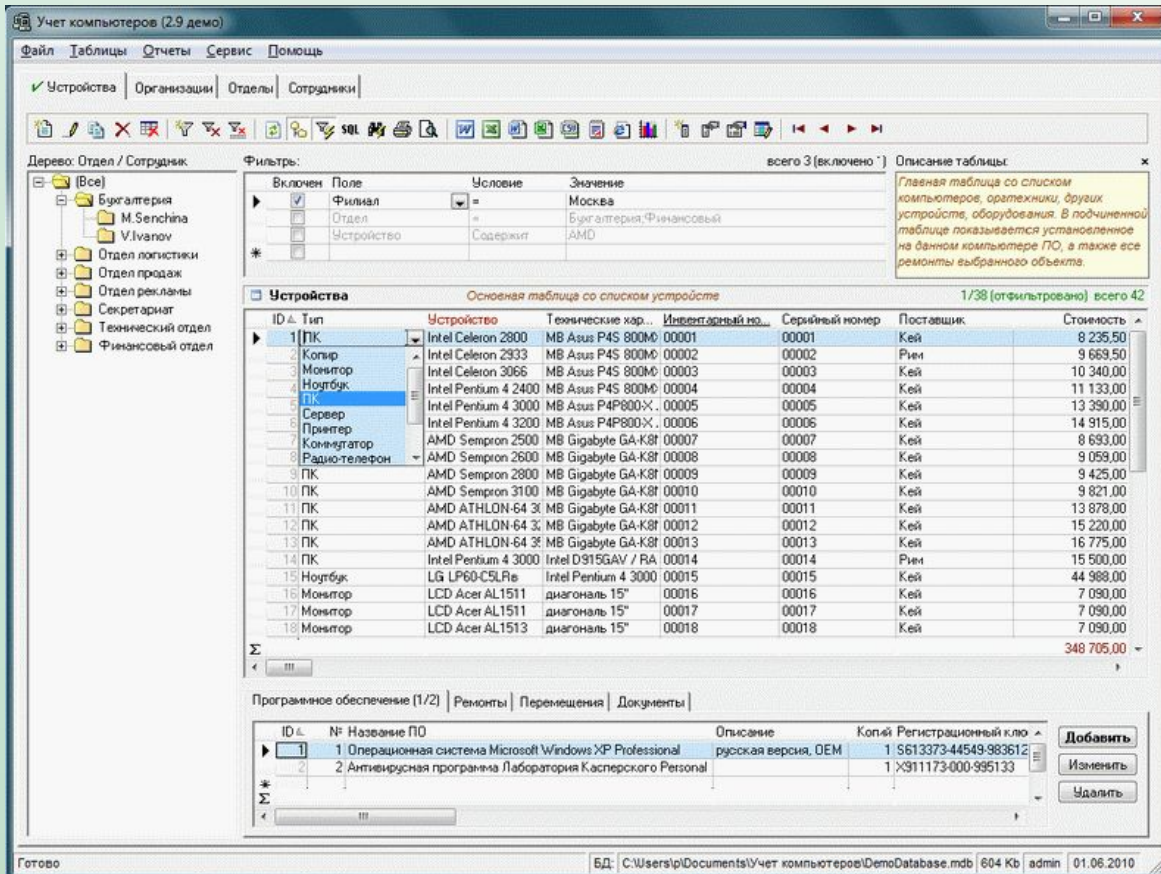 Учет компьютеров (2.9 демо)
Файл Таблицы Отчеты Сервис Помощь
Устройства Организации Отделы Сотрудники
SQL
Дерево: Отдел / Сотрудник
(Все)
Бухгалтерия
M.Senchina
V.Ivanov
Отдел логистики
Отдел продаж
Отдел рекламы
Секретариат
Технический отдел
Финансовый отдел
Фильтры: всего 3 (включено 1)
Включен Поле Условие Значение
Филиал = Москва
Отдел = Бухгалтерия;Финансовый
Устройство Содержит AMD
Описание таблицы:
Главная таблица со списком
компьютеров, оргтехники, других
устройств, оборудования. В подчиненной
таблице показывается установленное
на данном компьютере ПО, а также все
ремонты выбранного объекта.
Устройства Основная таблица со списком устройств 1/38 (отфильтровано) всего 42
ID Тип Устройство Технические хар... Инвентарный но... Серийный номер Поставщик Стоимость
1 ПК Intel Celeron 2800 MB Asus P4S 800M 00001 00001 Кей 8 235,50
2 Копир Intel Celeron 2933 MB Asus P4S 800M 00002 00002 Рим 9 669,50
3 Монитор Intel Celeron 3066 MB Asus P4S 800M 00003 00003 Кей 10 340,00
4 Ноутбук Intel Pentium 4 2400 MB Asus P4S 800M 00004 00004 Кей 11 133,00
5 ПК Intel Pentium 4 3000 MB Asus P4P800-X. 00005 00005 Кей 13 390,00
6 Сервер Intel Pentium 4 3200 MB Asus P4P800-X. 00006 00006 Кей 14 915,00
Принтер
7 Коммутатор AMD Sempron 2500 MB Gigabyte GA-K8 00007 00007 Кей 8 693,00
8 Радио-телефон AMD Sempron 2600 MB Gigabyte GA-K8 00008 00008 Кей 9 059,00
9 ПК AMD Sempron 2800 MB Gigabyte GA-K8 00009 00009 Кей 9 425,00
10 ПК AMD Sempron 3100 MB Gigabyte GA-K8 00010 00010 Кей 9 821,00
11 ПК AMD ATHLON-64 MB Gigabyte GA-K8 00011 00011 Кей 13 878,00
12 ПК AMD ATHLON-64 MB Gigabyte GA-K8 00012 00012 Кей 15 220,00
13 ПК AMD ATHLON-64 MB Gigabyte GA-K8 00013 00013 Кей 16 775,00
14 ПК Intel Pentium 4 3000 Intel D915GAV / RA 00014 00014 Рим 15 500,00
15 Ноутбук LG LP60-C5LRв Intel Pentium 4 3000 00015 00015 Кей 44 988,00
16 Монитор LCD Acer AL1511 диагональ 15" 00016 00016 Кей 7 090,00
17 Монитор LCD Acer AL1511 диагональ 15" 00017 00017 Кей 7 090,00
18 Монитор LCD Acer AL1513 диагональ 15" 00018 00018 Кей 7 090,00
Σ 348 705,00
Программное обеспечение (1/2) Ремонты Перемещения Документы
ID № Название ПО Описание Копий Регистрационный клю
1 1 Операционная система Microsoft Windows XP Professional русская версия, OEM 1 S613373-44549-983612
2 2 Антивирусная программа Лаборатория Касперского Personal 1 X911173-000-995133
Σ
Добавить
Изменить
Удалить
Готово БД: C:\Users\p\Documents\Учет компьютеров\DemoDatabase.mdb 604 Kb admin 01.06.2010